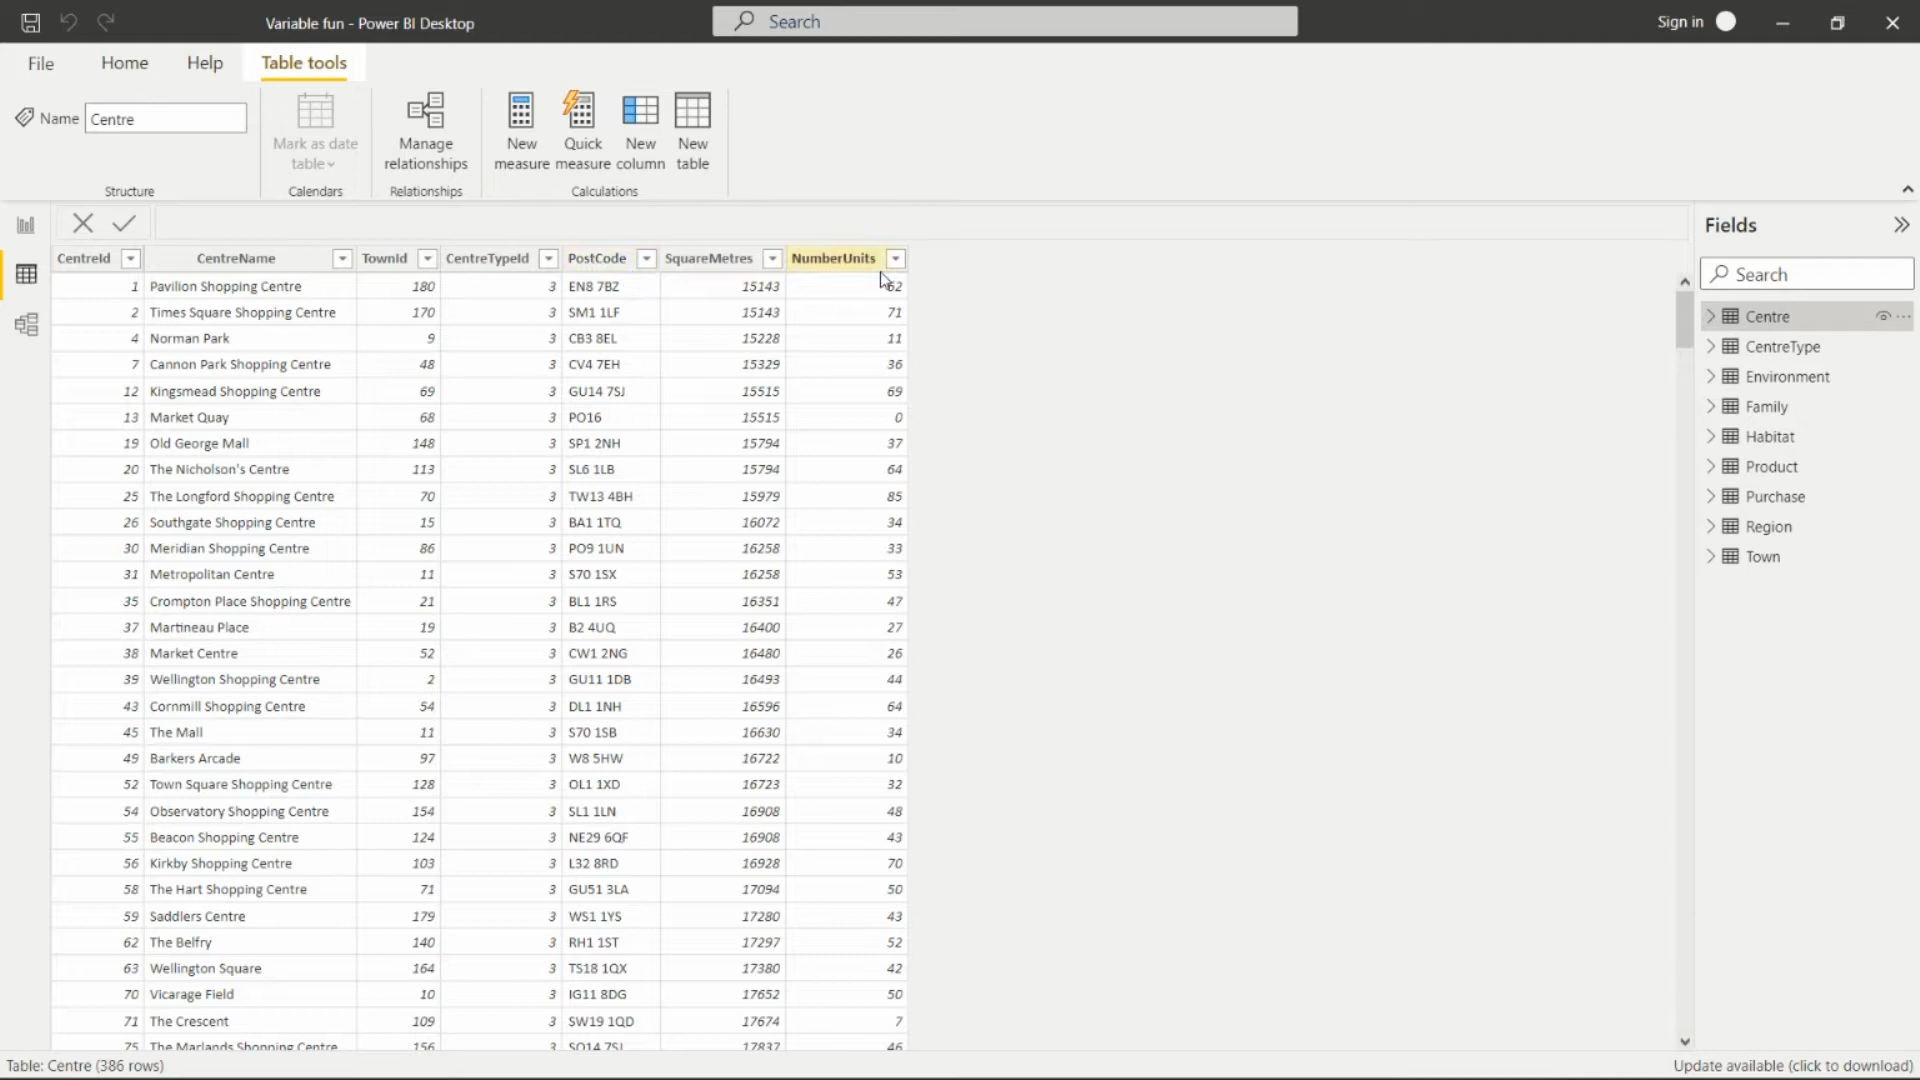 Variable fun - Power BI Desktop
Search
Sign in
File
Home
Help
Table tools
Name
Centre
Mark as date table
Manage relationships
New measure
Quick measure
New column
New table
Structure
Calendars
Relationships
Calculations
Fields
Search
Centre
CentreType
Environment
Family
Habitat
Product
Purchase
Region
Town
CentreId CentreName TownId CentreTypeId PostCode SquareMetres NumberUnits
1 Pavilion Shopping Centre 180 3 EN8 7BZ 15143 62
2 Times Square Shopping Centre 170 3 SM1 1LF 15143 71
4 Norman Park 9 3 CB3 8EL 15228 11
7 Cannon Park Shopping Centre 48 3 CV4 7EH 15329 36
12 Kingsmead Shopping Centre 69 3 GU14 7SJ 15515 69
13 Market Quay 68 3 PO16 15515 0
19 Old George Mall 148 3 SP1 2NH 15794 37
20 The Nicholson's Centre 113 3 SL6 1LB 15794 64
25 The Longford Shopping Centre 70 3 TW13 4BH 15979 85
26 Southgate Shopping Centre 15 3 BA1 1TQ 16072 34
30 Meridian Shopping Centre 86 3 PO9 1UN 16258 33
31 Metropolitan Centre 11 3 S70 1SX 16258 53
35 Crompton Place Shopping Centre 21 3 BL1 1RS 16351 47
37 Martineau Place 19 3 B2 4UQ 16400 27
38 Market Centre 52 3 CW1 2NG 16480 26
39 Wellington Shopping Centre 2 3 GU11 1DB 16493 44
43 Cornmill Shopping Centre 54 3 DL1 1NH 16596 64
45 The Mall 11 3 S70 1SB 16630 34
49 Barkers Arcade 97 3 W8 5HW 16722 10
52 Town Square Shopping Centre 128 3 OL1 1XD 16723 32
54 Observatory Shopping Centre 154 3 SL1 1LN 16908 48
55 Beacon Shopping Centre 124 3 NE29 6QF 16908 43
56 Kirkby Shopping Centre 103 3 L32 8RD 16928 70
58 The Hart Shopping Centre 71 3 GU51 3LA 17094 50
59 Saddlers Centre 179 3 WS1 1YS 17280 43
62 The Belfry 140 3 RH1 1ST 17297 52
63 Wellington Square 164 3 TS18 1QX 17380 42
70 Vicarage Field 10 3 IG11 8DG 17652 50
71 The Crescent 109 3 SW19 1QD 17674 7
75 The Marlands Shopping Centre 156 3 SO14 7SJ 17837 46
Table: Centre (386 rows)
Update available (click to download)